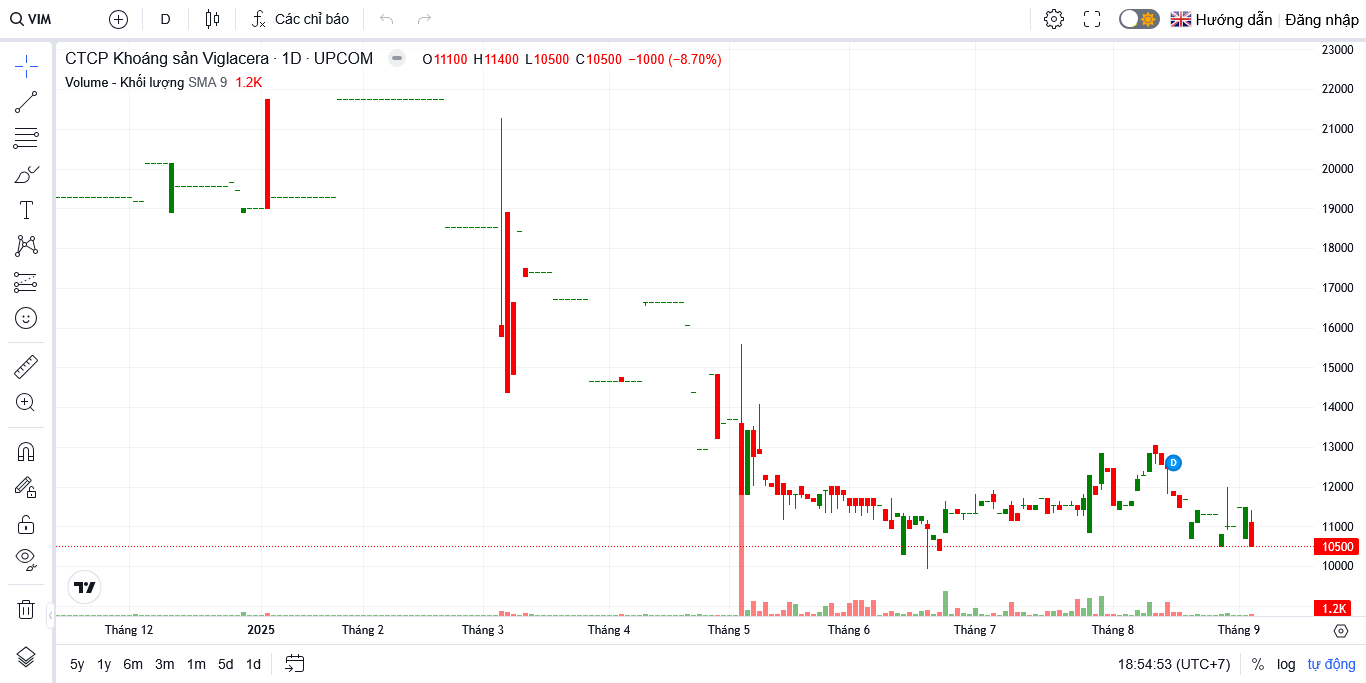 VIM D Các chỉ báo Hướng dẫn Đăng nhập
CTCP Khoáng sản Viglacera · 1D · UPCOM O11100 H11400 L10500 C10500 −1000 (−8.70%)
Volume - Khối lượng SMA 9 1.2K
23000
22000
21000
20000
19000
18000
17000
16000
15000
14000
13000
12000
11000
10500
10000
1.2K
D
Tháng 12 2025 Tháng 2 Tháng 3 Tháng 4 Tháng 5 Tháng 6 Tháng 7 Tháng 8 Tháng 9
5y 1y 6m 3m 1m 5d 1d 18:54:53 (UTC+7) % log tự động